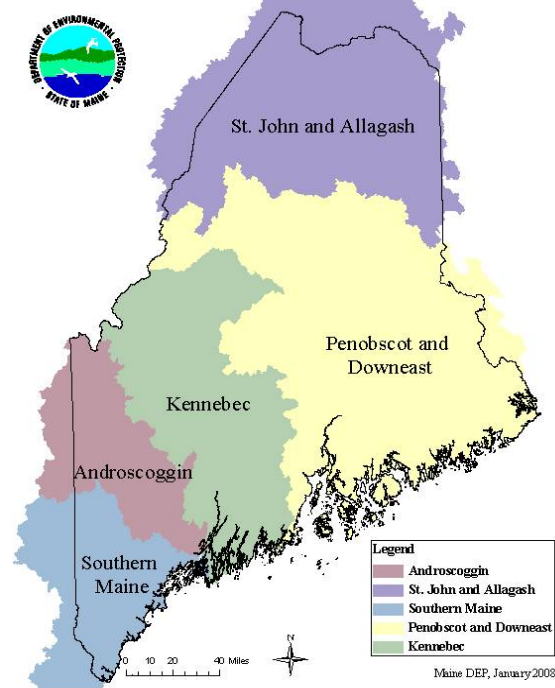 DEPARTMENT OF ENVIRONMENTAL PROTECTION
STATE OF MAINE
St. John and Allagash
Penobscot and
Downeast
Kennebec
Androscoggin
Southern
Maine
Legend
Androscoggin
St. John and Allagash
Southern Maine
Penobscot and Downeast
Kennebec
N
0 10 20 40 Miles
Maine DEP, January 2008